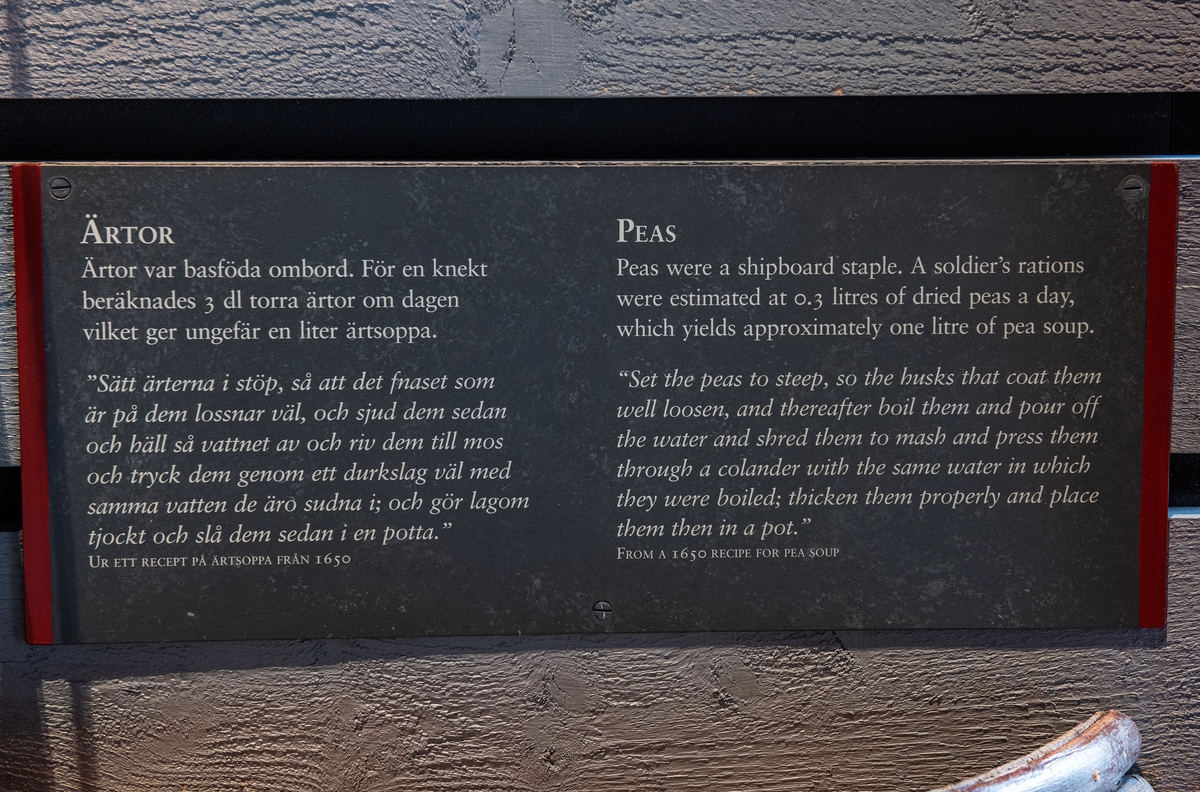 ÄRTOR
Ärtor var basföda ombord. För en knekt
beräknades 3 dl torra ärtor om dagen
vilket ger ungefär en liter ärtsoppa.
”Sätt ärterna i stöp, så att det fnaset som
är på dem lossnar väl, och sjud dem sedan
och häll så vattnet av och riv dem till mos
och tryck dem genom ett durkslag väl med
samma vatten de äro sudna i; och gör lagom
tjockt och slå dem sedan i en potta.”
UR ETT RECEPT PÅ ÄRTSOPPA FRÅN 1650
PEAS
Peas were a shipboard staple. A soldier’s rations
were estimated at 0.3 litres of dried peas a day,
which yields approximately one litre of pea soup.
“Set the peas to steep, so the husks that coat them
well loosen, and thereafter boil them and pour off
the water and shred them to mash and press them
through a colander with the same water in which
they were boiled; thicken them properly and place
them then in a pot.”
FROM A 1650 RECIPE FOR PEA SOUP